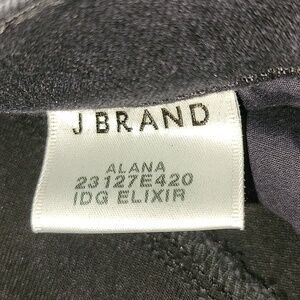 J BRAND
ALANA
23127E420
IDG ELIXIR